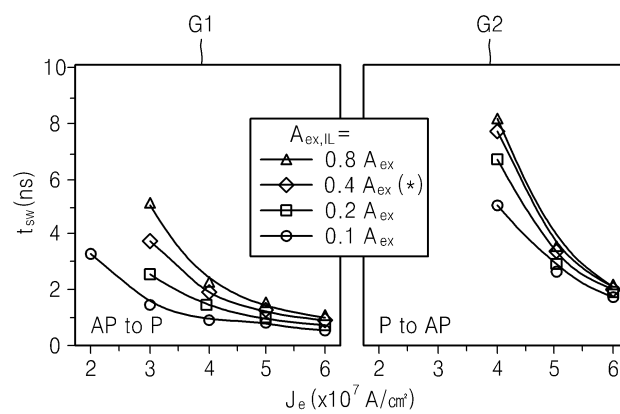 G1
G2
10
8
6
4
2
0
t_sw (ns)
A_ex,IL =
0.8 A_ex
0.4 A_ex (*)
0.2 A_ex
0.1 A_ex
AP to P
P to AP
2 3 4 5 6
2 3 4 5 6
J_e (x10⁷ A/㎠)